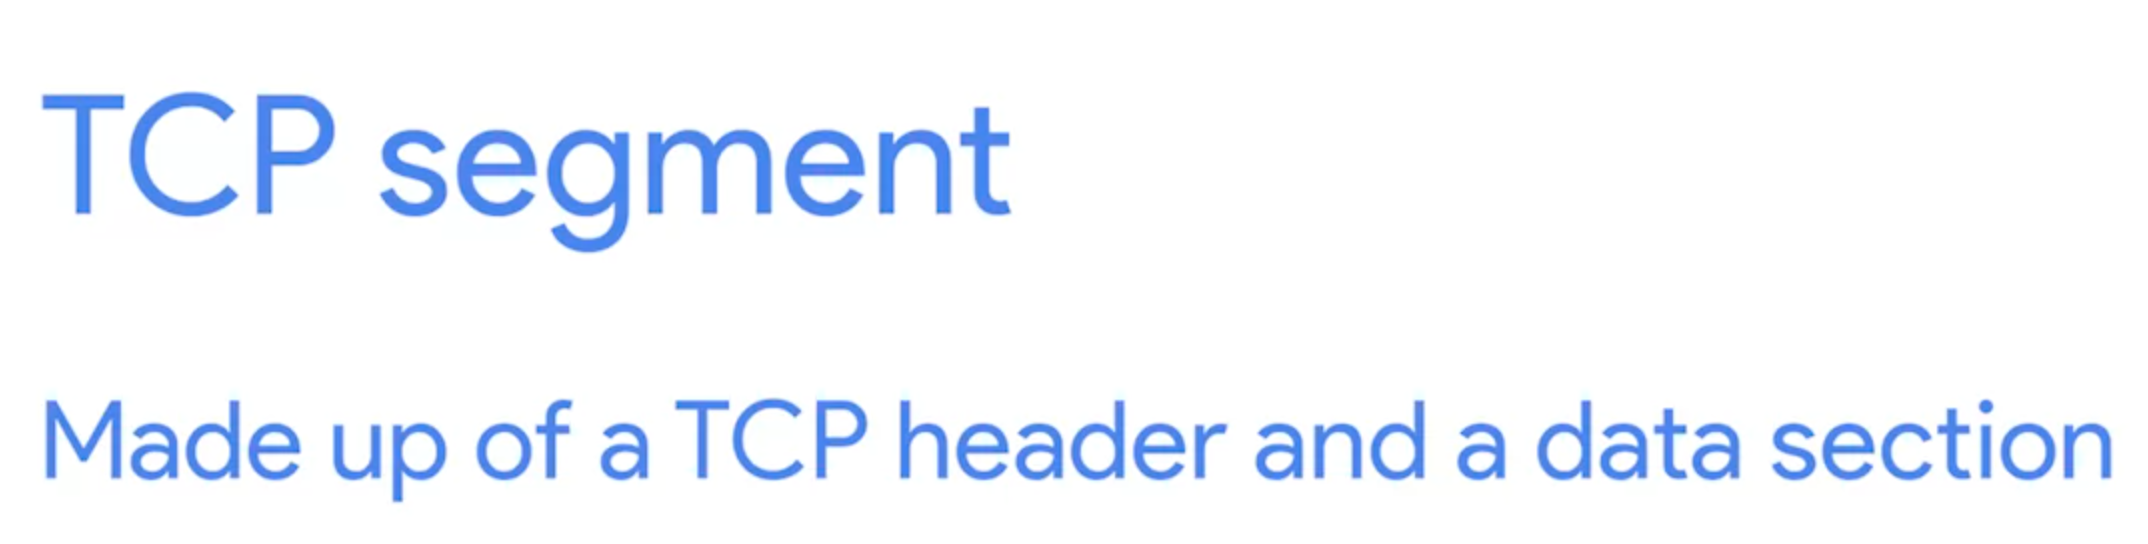 TCP segment
Made up of a TCP header and a data section